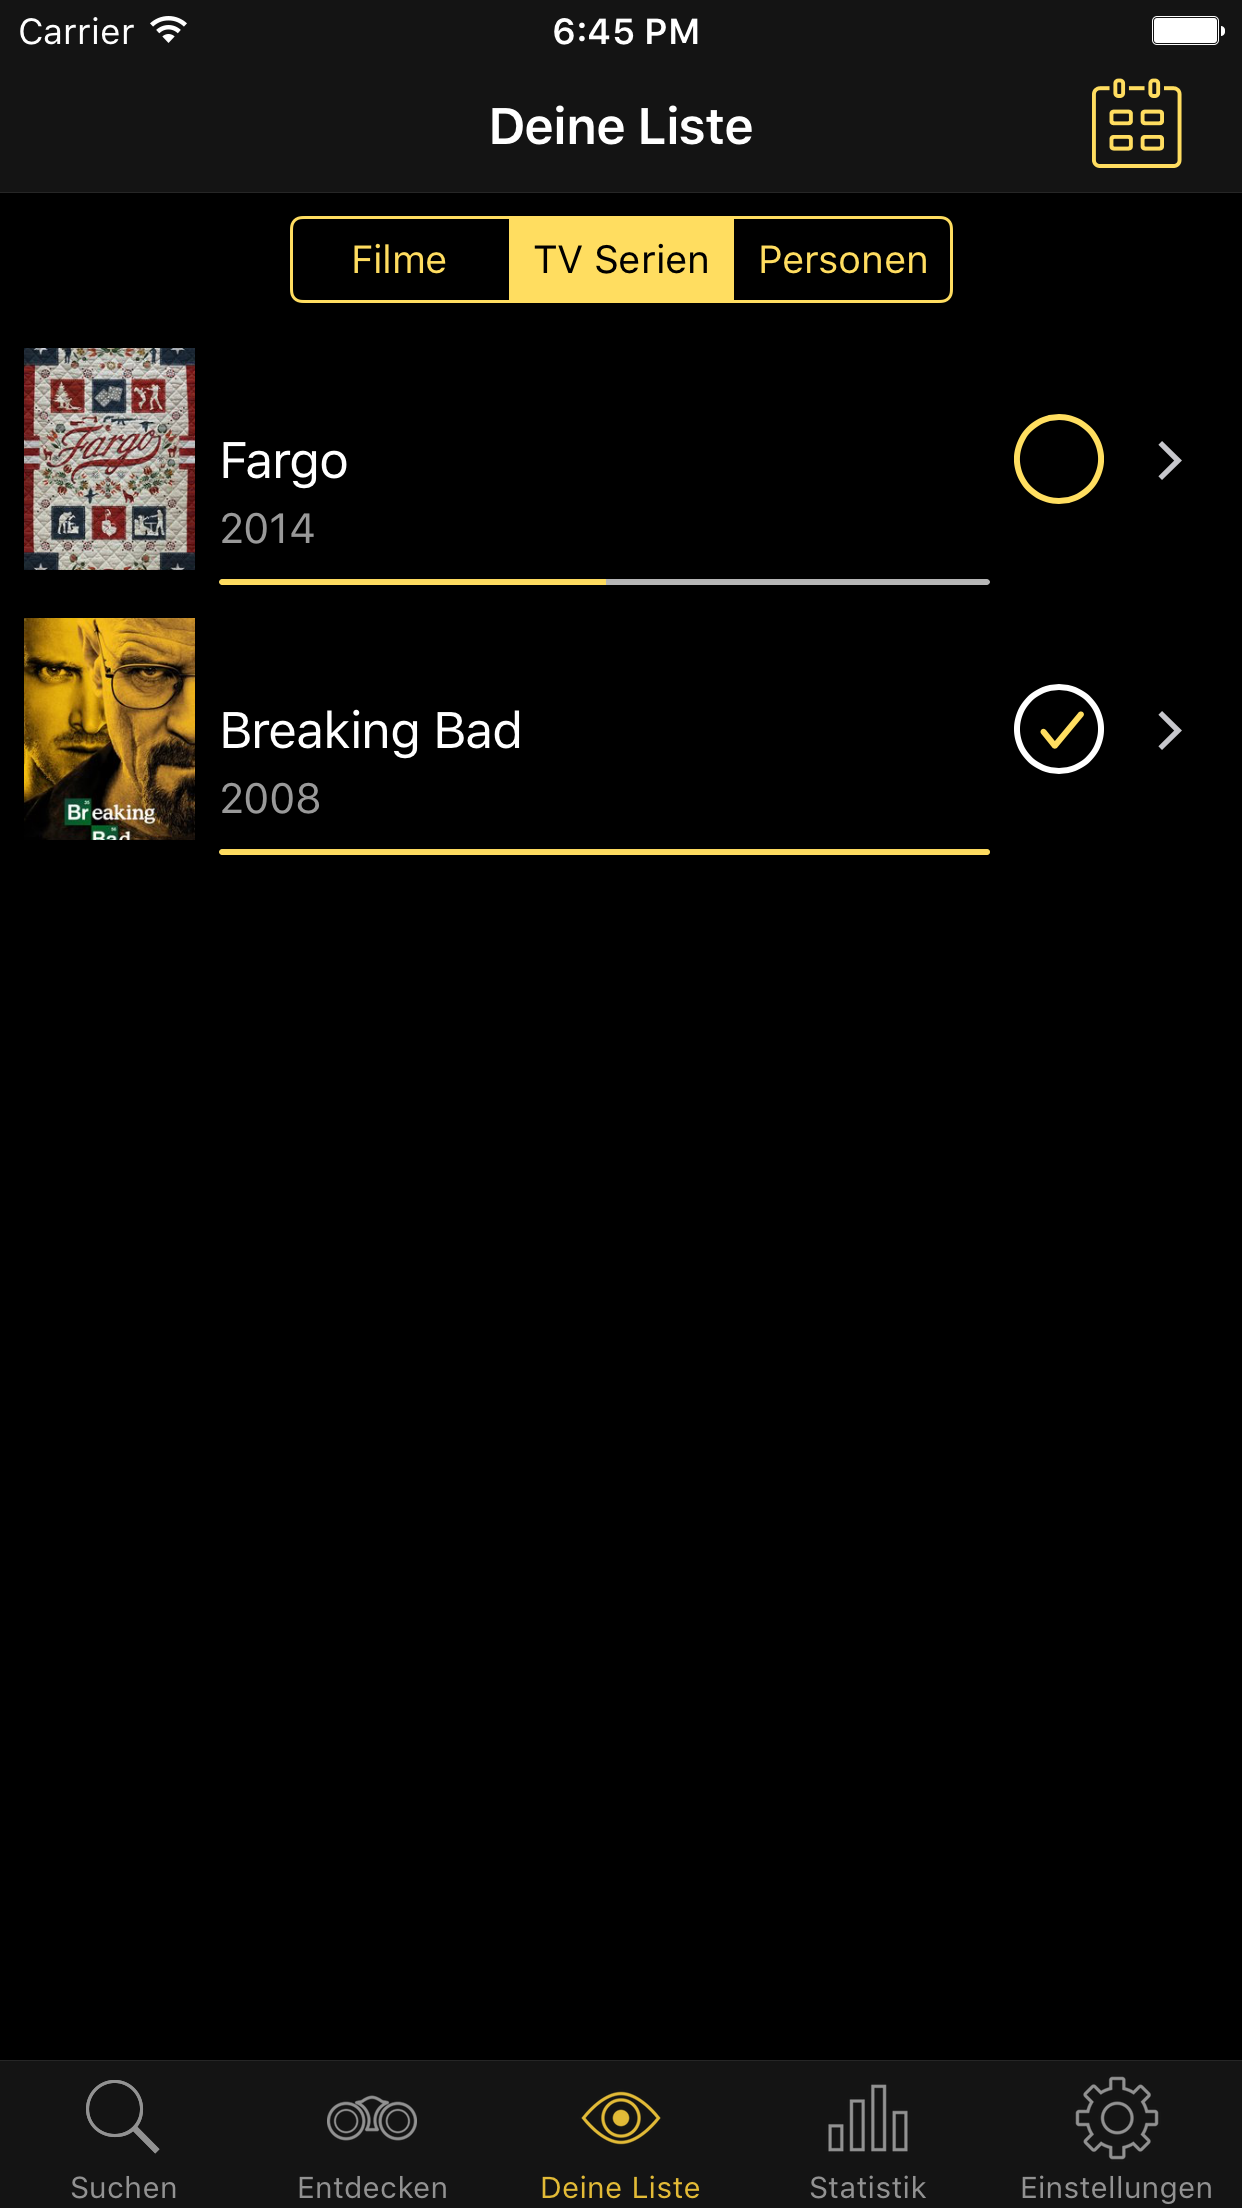 Carrier 6:45 PM
Deine Liste
Filme TV Serien Personen
Fargo
Fargo
2014
Breaking
Bad
Breaking Bad
2008
Suchen Entdecken Deine Liste Statistik Einstellungen